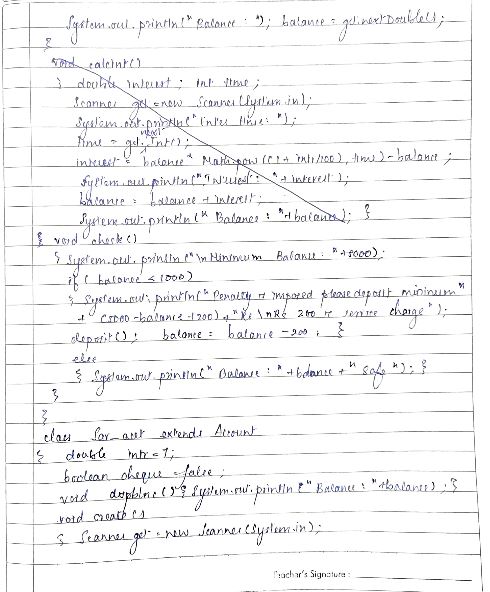 System.out.println(" Balance : "); balance = get.nextDouble();
}
void calcInt()
{ double interest ; int time ;
Scanner get = new Scanner (System.in);
System.out.println(" Enter time: ");
time = get.nextInt();
interest = balance * Math.pow ((1 + intr/100), time) - balance ;
System.out.println(" Interest : " + interest);
balance = balance + interest;
System.out.println(" Balance : "+balance); }
{ void check()
{ System.out.println("\n Minimum Balance : "+5000);
if ( balance < 1000)
{ System.out.println(" Penalty is imposed please deposit minimum "
+ (5000-balance-1200)+" Rs \nRs 200 is service charge ");
deposit(); balance = balance -200 ; }
else
{ System.out.println(" Balance : "+balance+" safe "); }
}
}
class Sav_acct extends Account
{ double intr = 7;
boolean cheque = false ;
void () { System.out.println(" Balance : "+balance) ; }
void create()
{ Scanner get = new Scanner (System.in);
Teacher's Signature :